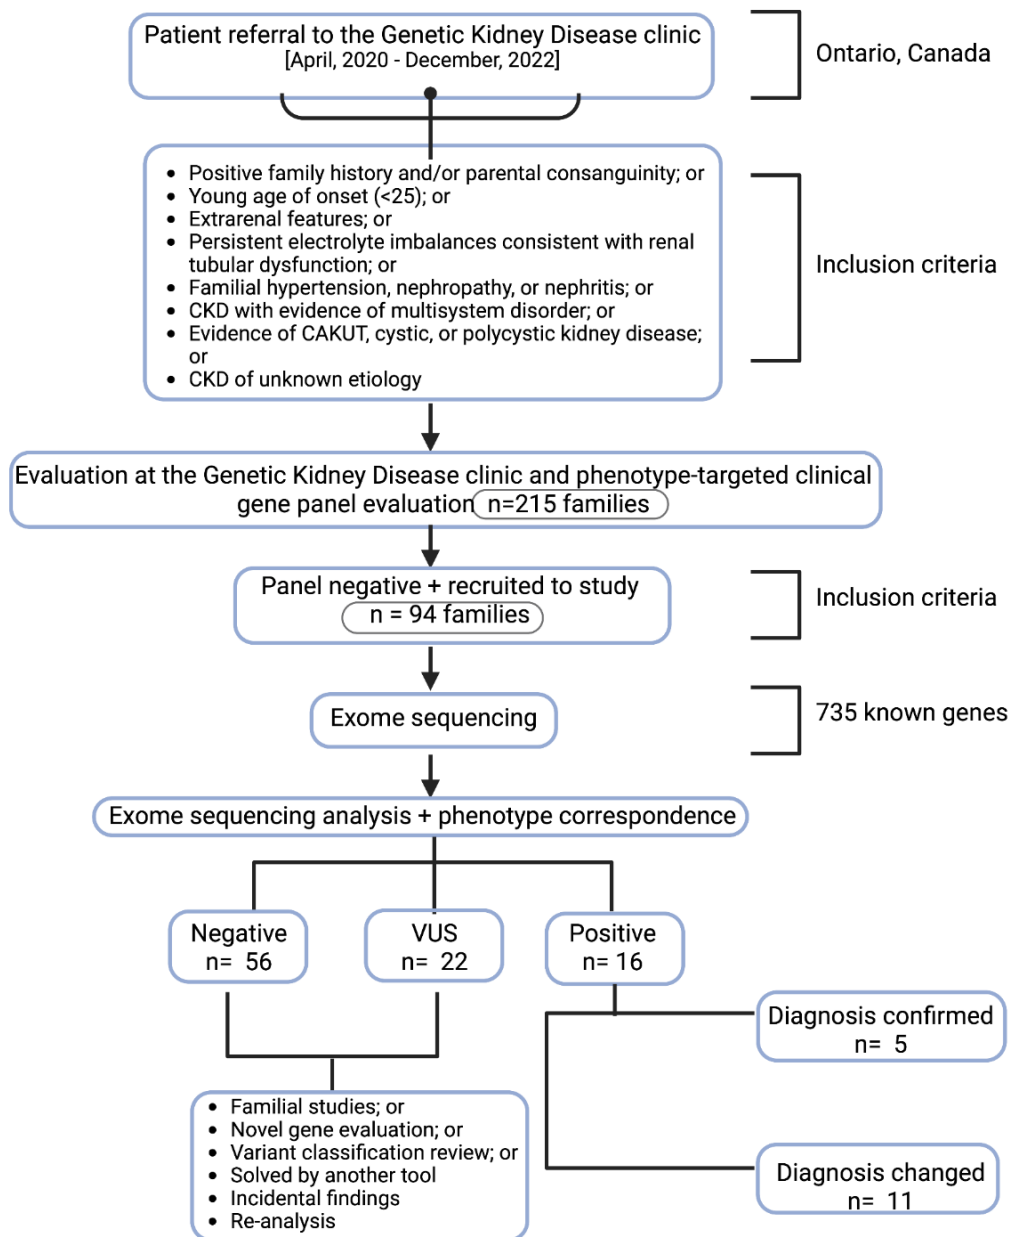 Patient referral to the Genetic Kidney Disease clinic
[April, 2020 - December, 2022]
Ontario, Canada
• Positive family history and/or parental consanguinity; or
• Young age of onset (<25); or
• Extrarenal features; or
• Persistent electrolyte imbalances consistent with renal
tubular dysfunction; or
• Familial hypertension, nephropathy, or nephritis; or
• CKD with evidence of multisystem disorder; or
• Evidence of CAKUT, cystic, or polycystic kidney disease;
or
• CKD of unknown etiology
Inclusion criteria
Evaluation at the Genetic Kidney Disease clinic and phenotype-targeted clinical
gene panel evaluation n=215 families
Panel negative + recruited to study
n = 94 families
Inclusion criteria
Exome sequencing
735 known genes
Exome sequencing analysis + phenotype correspondence
Negative
n= 56
VUS
n= 22
Positive
n= 16
Diagnosis confirmed
n= 5
• Familial studies; or
• Novel gene evaluation; or
• Variant classification review; or
• Solved by another tool
• Incidental findings
• Re-analysis
Diagnosis changed
n= 11